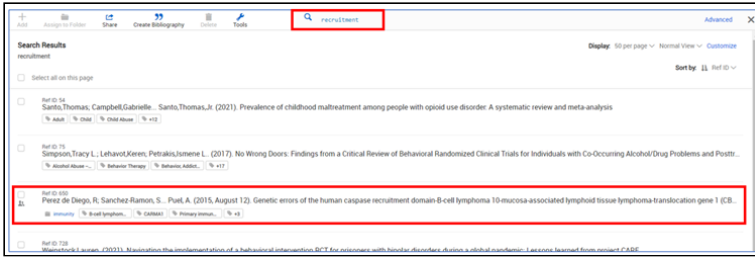 Add Assign to Folder Share Create Bibliography Delete Tools recruitment Advanced
Search Results
Display: 50 per page Normal View Customize
recruitment
Sort by: Ref ID
Select all on this page
Ref ID: 54
Santo,Thomas; Campbell,Gabrielle... Santo,Thomas,Jr. (2021). Prevalence of childhood maltreatment among people with opioid use disorder: A systematic review and meta-analysis
Adult Child Child Abuse +12
Ref ID: 75
Simpson,Tracy L.; Lehavot,Keren; Petrakis,Ismene L.. (2017). No Wrong Doors: Findings from a Critical Review of Behavioral Randomized Clinical Trials for Individuals with Co-Occurring Alcohol/Drug Problems and Posttr...
Alcohol Abuse -... Behavior Therapy Behavior, Addict... +17
Ref ID: 650
Perez de Diego, R; Sanchez-Ramon, S... Puel, A. (2015, August 12). Genetic errors of the human caspase recruitment domain-B-cell lymphoma 10-mucosa-associated lymphoid tissue lymphoma-translocation gene 1 (CB...
immunity B-cell lymphom... CARMA1 Primary immun... +3
Ref ID: 728
Weinstock,Lauren. (2021). Navigating the implementation of a behavioral intervention RCT for prisoners with bipolar disorders during a global pandemic: Lessons learned from project CARE